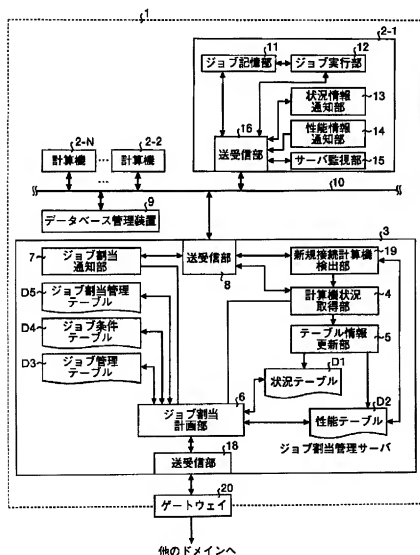 1
2-1
11
12
ジョブ記憶部
ジョブ実行部
状況情報
通知部
13
16
性能情報
通知部
14
送受信部
サーバ監視部
15
2-N
2-2
計算機
…
計算機
…
10
9
データベース管理装置
3
7
ジョブ割当
通知部
送受信部
8
19
新規接続計算機
検出部
D5
ジョブ割当管理
テーブル
計算機状況
取得部
4
D4
ジョブ条件
テーブル
テーブル情報
更新部
5
D3
ジョブ管理
テーブル
D1
状況テーブル
D2
6
ジョブ割当
計画部
性能テーブル
ジョブ割当管理サーバ
送受信部
18
ゲートウェイ
20
他のドメインへ